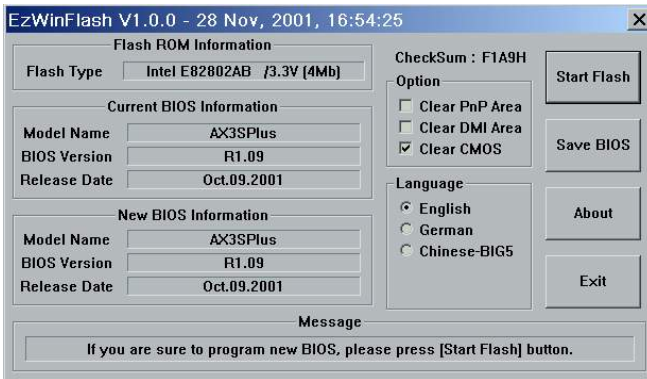 EzWinFlash V1.0.0 - 28 Nov, 2001, 16:54:25
Flash ROM Information
Flash Type Intel E82802AB /3.3V (4Mb)
Current BIOS Information
Model Name AX3SPlus
BIOS Version R1.09
Release Date Oct.09.2001
New BIOS Information
Model Name AX3SPlus
BIOS Version R1.09
Release Date Oct.09.2001
CheckSum : F1A9H
Option
Clear PnP Area
Clear DMI Area
Clear CMOS
Language
English
German
Chinese-BIG5
Start Flash
Save BIOS
About
Exit
Message
If you are sure to program new BIOS, please press [Start Flash] button.